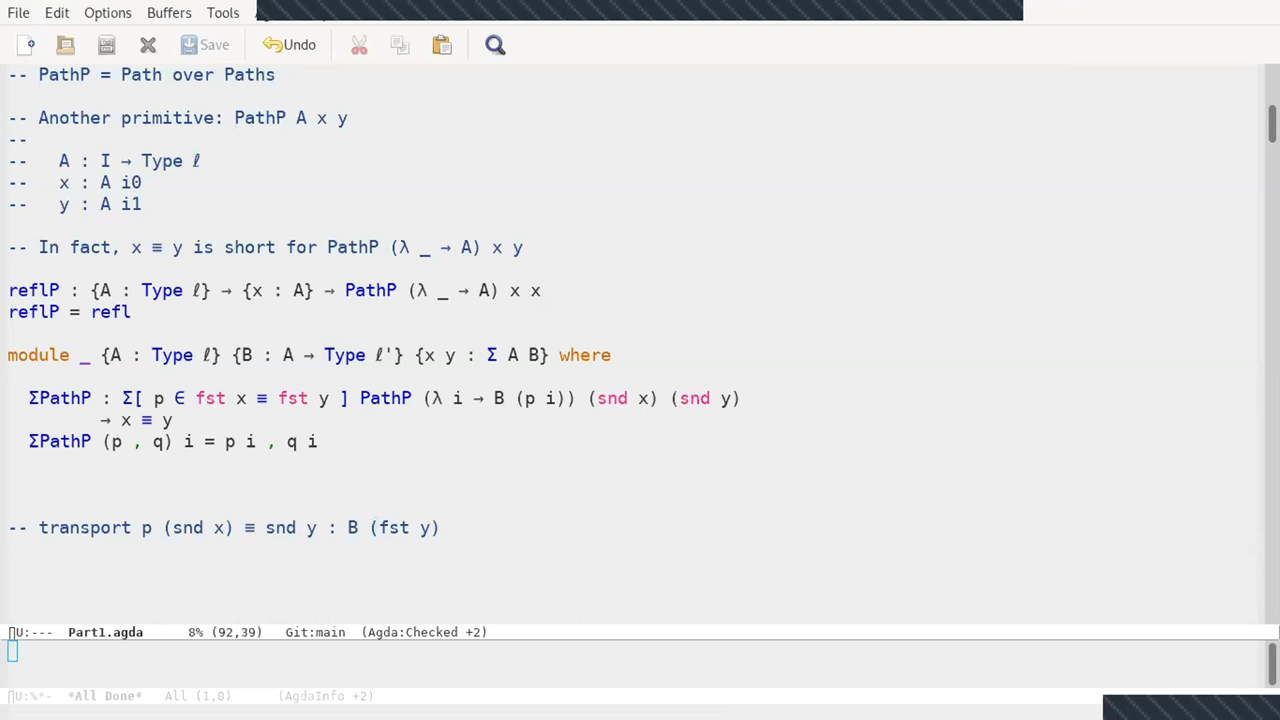 File Edit Options Buffers Tools
Save Undo
-- PathP = Path over Paths
-- Another primitive: PathP A x y
--
--   A : I → Type ℓ
--   x : A i0
--   y : A i1
-- In fact, x ≡ y is short for PathP (λ _ → A) x y
reflP : {A : Type ℓ} → {x : A} → PathP (λ _ → A) x x
reflP = refl
module _ {A : Type ℓ} {B : A → Type ℓ'} {x y : Σ A B} where
  ΣPathP : Σ[ p ∈ fst x ≡ fst y ] PathP (λ i → B (p i)) (snd x) (snd y)
         → x ≡ y
  ΣPathP (p , q) i = p i , q i
-- transport p (snd x) ≡ snd y : B (fst y)
U:--- Part1.agda 8% (92,39) Git:main (Agda:Checked +2)
U:%*- *All Done* All (1,0) (AgdaInfo +2)